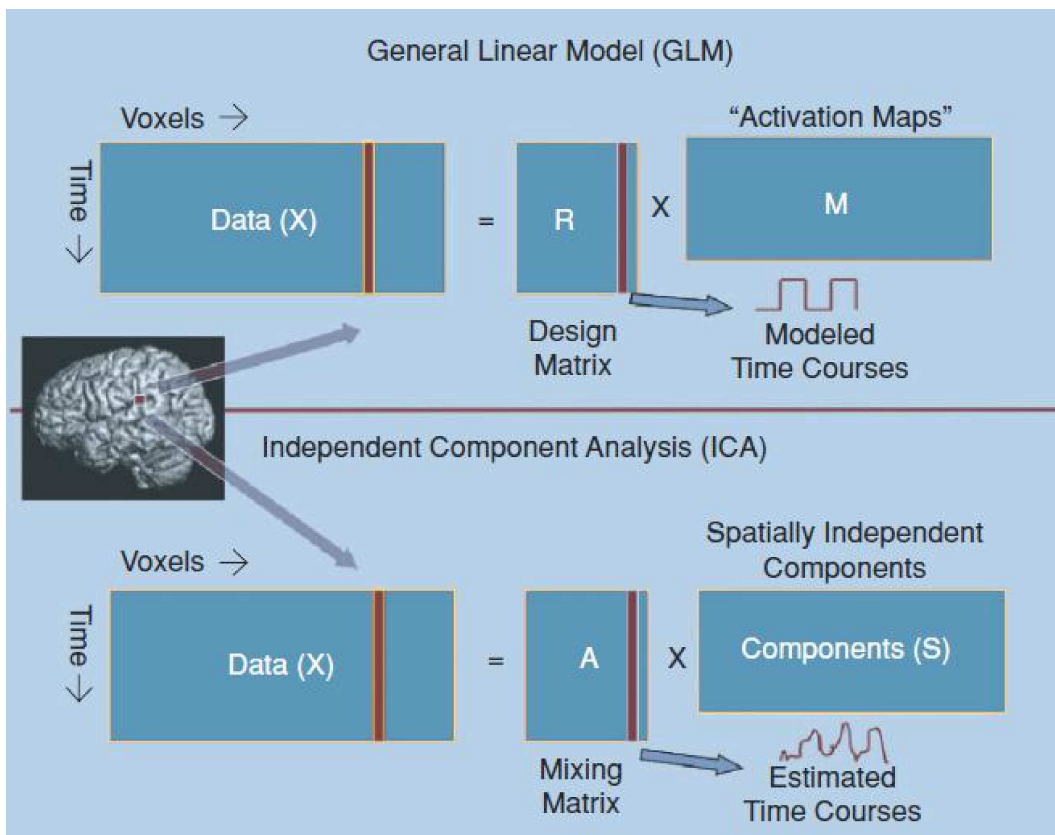 General Linear Model (GLM)
Voxels →
"Activation Maps"
Time →
Data (X)
=
R
X
M
Design
Matrix
Modeled
Time Courses
Independent Component Analysis (ICA)
Voxels →
Spatially Independent
Components
Time →
Data (X)
=
A
X
Components (S)
Mixing
Matrix
Estimated
Time Courses